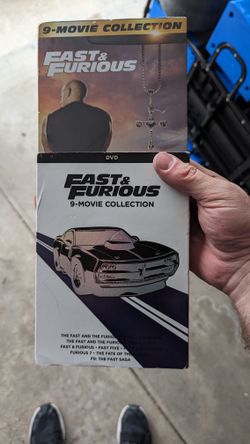 9-MOVIE COLLECTION
FAST &
FURIOUS
DVD
FAST &
FURIOUS
9-MOVIE COLLECTION
THE FAST AND THE FURIOUS
THE FAST AND THE FURIOUS
FAST & FURIOUS • FAST FIVE •
FURIOUS 7 • THE FATE OF THE
F9: THE FAST SAGA